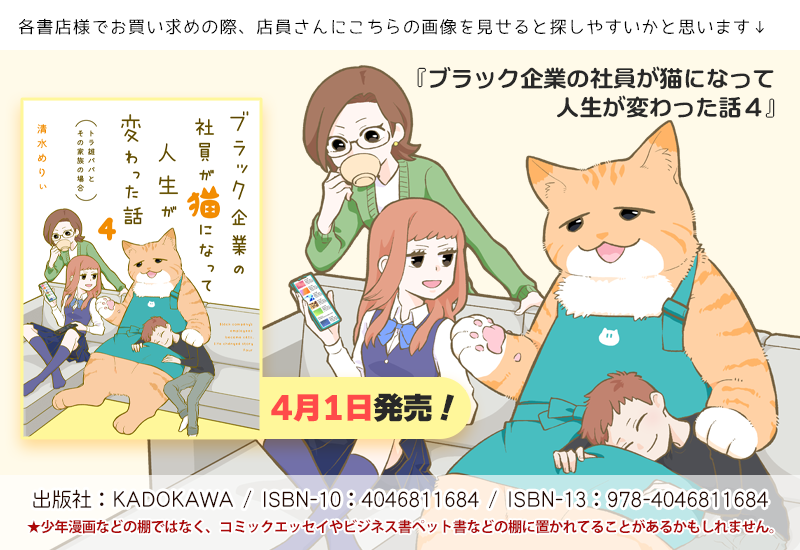 各書店様でお買い求めの際、店員さんにこちらの画像を見せると探しやすいかと思います↓
『ブラック企業の社員が猫になって
人生が変わった話４』
ブラック企業の
社員が猫になって
人生が
変わった話
4
（トラ雄パパと
その家族の場合）
清水めりぃ
4月1日発売！
出版社：KADOKAWA / ISBN-10：4046811684 / ISBN-13：978-4046811684
★少年漫画などの棚ではなく、コミックエッセイやビジネス書ペット書などの棚に置かれてることがあるかもしれません。